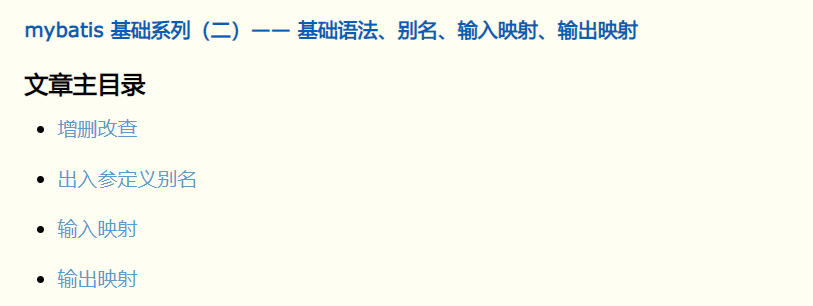 mybatis 基础系列（二）—— 基础语法、别名、输入映射、输出映射
文章主目录
增删改查
出入参定义别名
输入映射
输出映射